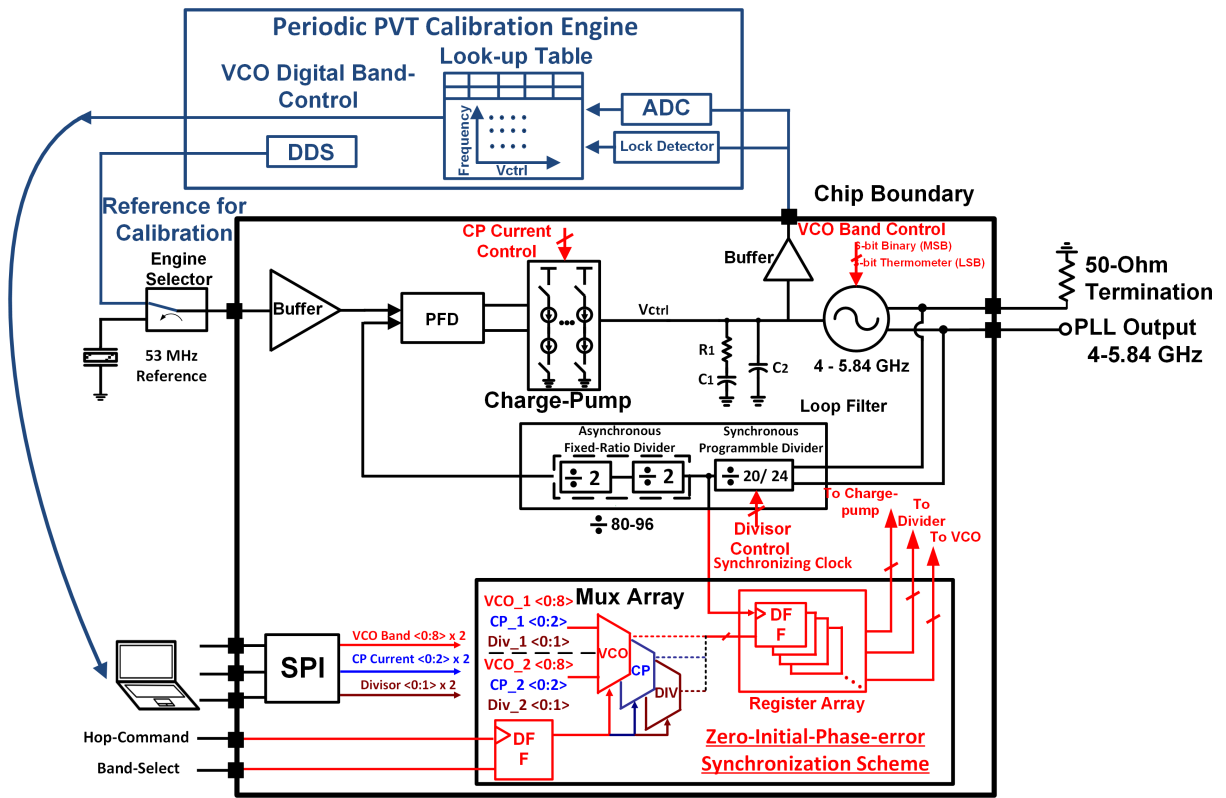 Periodic PVT Calibration Engine
Look-up Table
VCO Digital Band-
Control
ADC
Lock Detector
DDS
Frequency
Vctrl
Chip Boundary
Reference for
Calibration
Engine
Selector
53 MHz
Reference
Buffer
PFD
CP Current
Control
Charge-Pump
Vctrl
Buffer
VCO Band Control
-bit Binary (MSB)
-bit Thermometer (LSB)
R1
C1
C2
4 - 5.84 GHz
Loop Filter
50-Ohm
Termination
PLL Output
4-5.84 GHz
Asynchronous
Fixed-Ratio Divider
Synchronous
Programmble Divider
÷ 2
÷ 2
÷ 20/ 24
÷ 80-96
Divisor
Control
Synchronizing Clock
To Charge-
pump
To
Divider
To VCO
Mux Array
VCO_1 <0:8>
CP_1 <0:2>
Div_1 <0:1>
VCO_2 <0:8>
CP_2 <0:2>
Div_2 <0:1>
VCO
CP
DIV
DF
F
Register Array
SPI
VCO Band <0:8> x 2
CP Current <0:2> x 2
Divisor <0:1> x 2
Hop-Command
Band-Select
DF
F
Zero-Initial-Phase-error
Synchronization Scheme